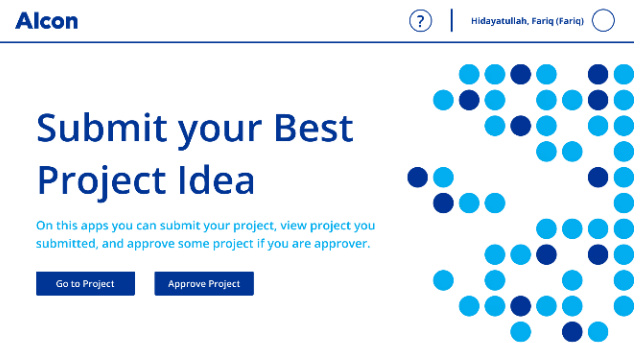 Alcon
?
Hidayatullah, Fariq (Fariq)
Submit your Best
Project Idea
On this apps you can submit your project, view project you
submitted, and approve some project if you are approver.
Go to Project
Approve Project